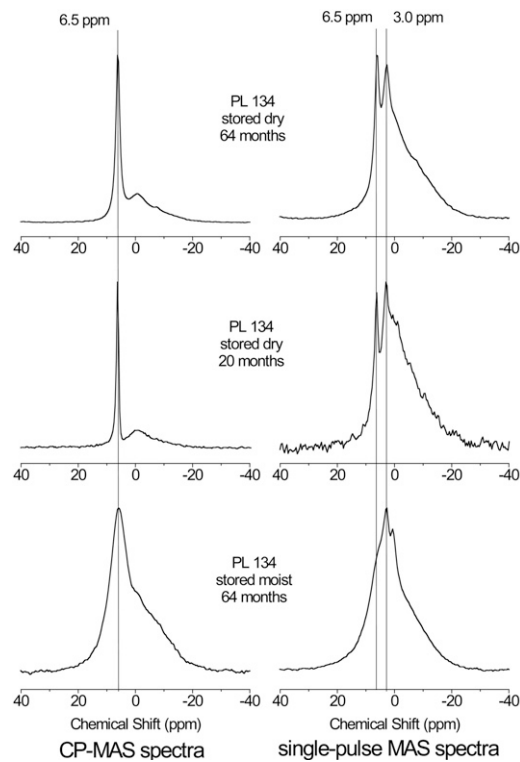 6.5 ppm
6.5 ppm 3.0 ppm
PL 134
stored dry
64 months
40 20 0 -20 -40 40 20 0 -20 -40
PL 134
stored dry
20 months
40 20 0 -20 -40 40 20 0 -20 -40
PL 134
stored moist
64 months
40 20 0 -20 -40 40 20 0 -20 -40
Chemical Shift (ppm) Chemical Shift (ppm)
CP-MAS spectra single-pulse MAS spectra